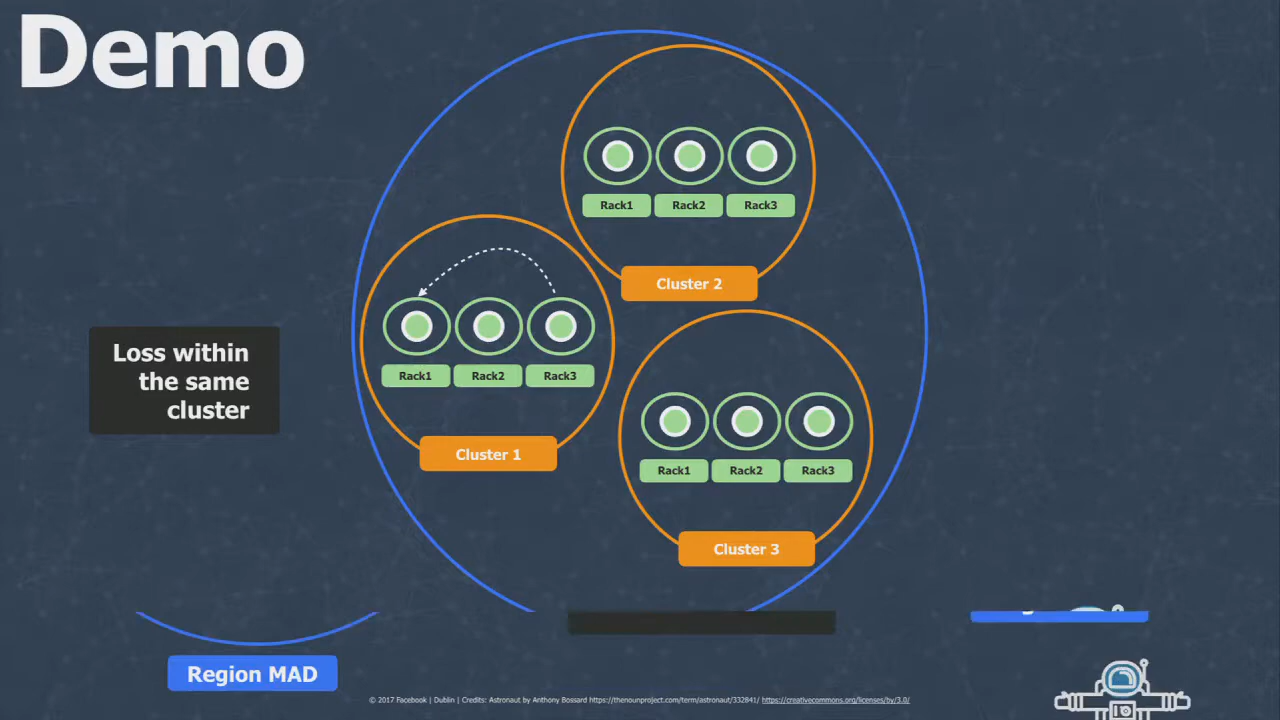 Demo
Rack1 Rack2 Rack3
Cluster 2
Loss within
the same
cluster
Rack1 Rack2 Rack3
Cluster 1
Rack1 Rack2 Rack3
Cluster 3
Region MAD
© 2017 Facebook | Dublin | Credits: Astronaut by Anthony Bossard https://thenounproject.com/term/astronaut/332841/ https://creativecommons.org/licenses/by/3.0/